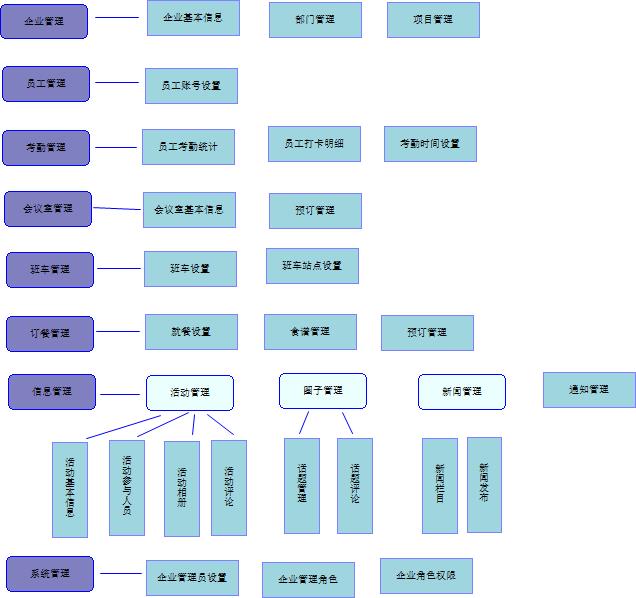 企业管理
企业基本信息
部门管理
项目管理
员工管理
员工账号设置
考勤管理
员工考勤统计
员工打卡明细
考勤时间设置
会议室管理
会议室基本信息
预订管理
班车管理
班车设置
班车站点设置
订餐管理
就餐设置
食谱管理
预订管理
信息管理
活动管理
圈子管理
新闻管理
通知管理
活动基本信息
活动参与人员
活动相册
活动评论
话题管理
话题评论
新闻栏目
新闻发布
系统管理
企业管理员设置
企业管理角色
企业角色权限